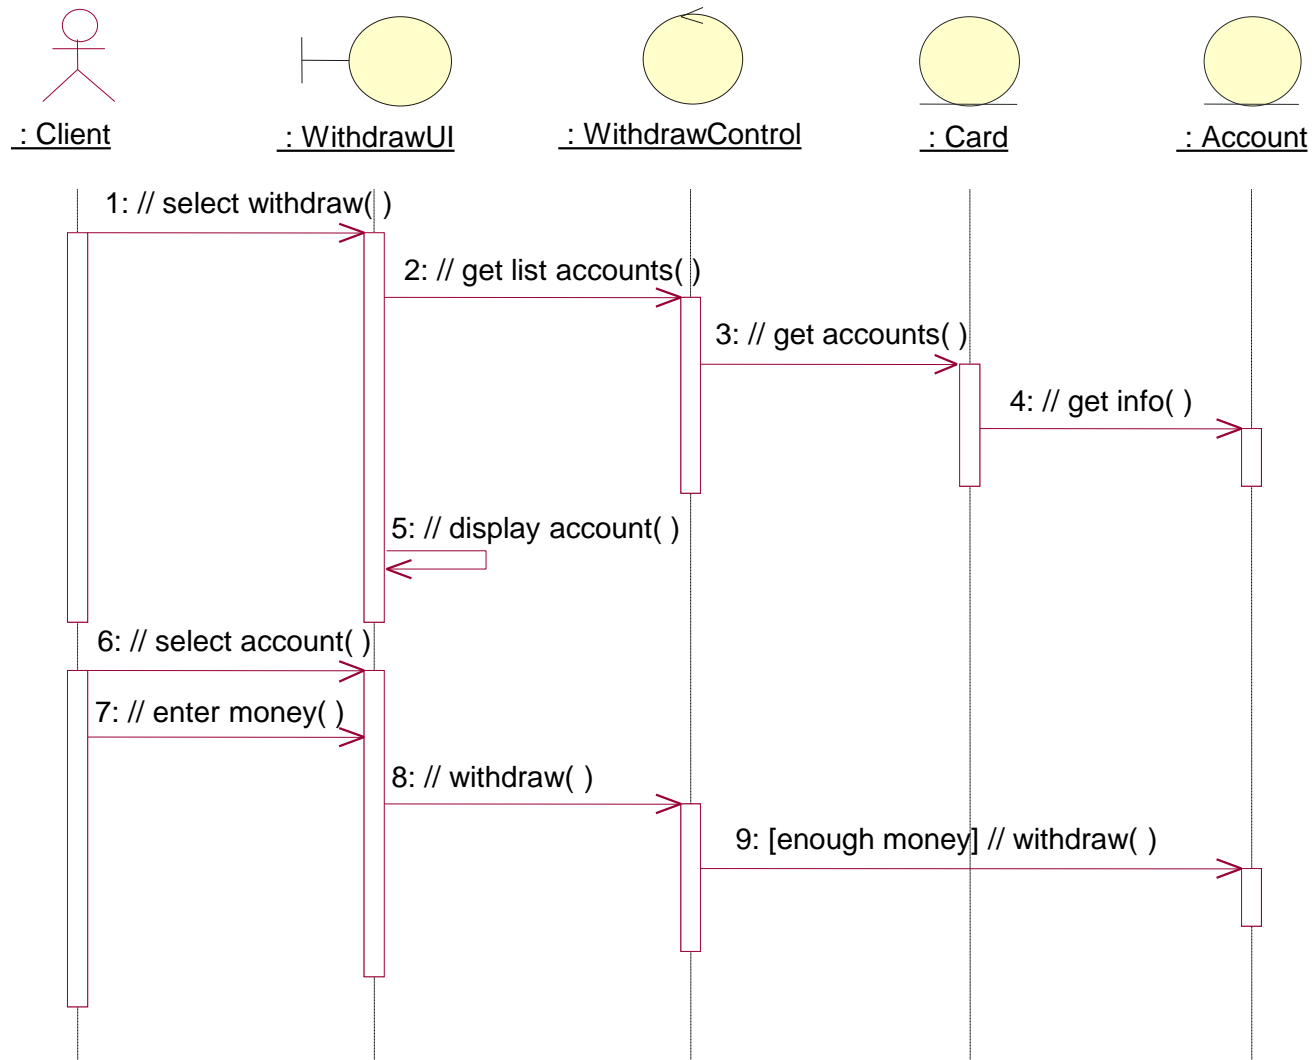 : Client
: WithdrawUI
: WithdrawControl
: Card
: Account
1: // select withdraw( )
2: // get list accounts( )
3: // get accounts( )
4: // get info( )
5: // display account( )
6: // select account( )
7: // enter money( )
8: // withdraw( )
9: [enough money] // withdraw( )